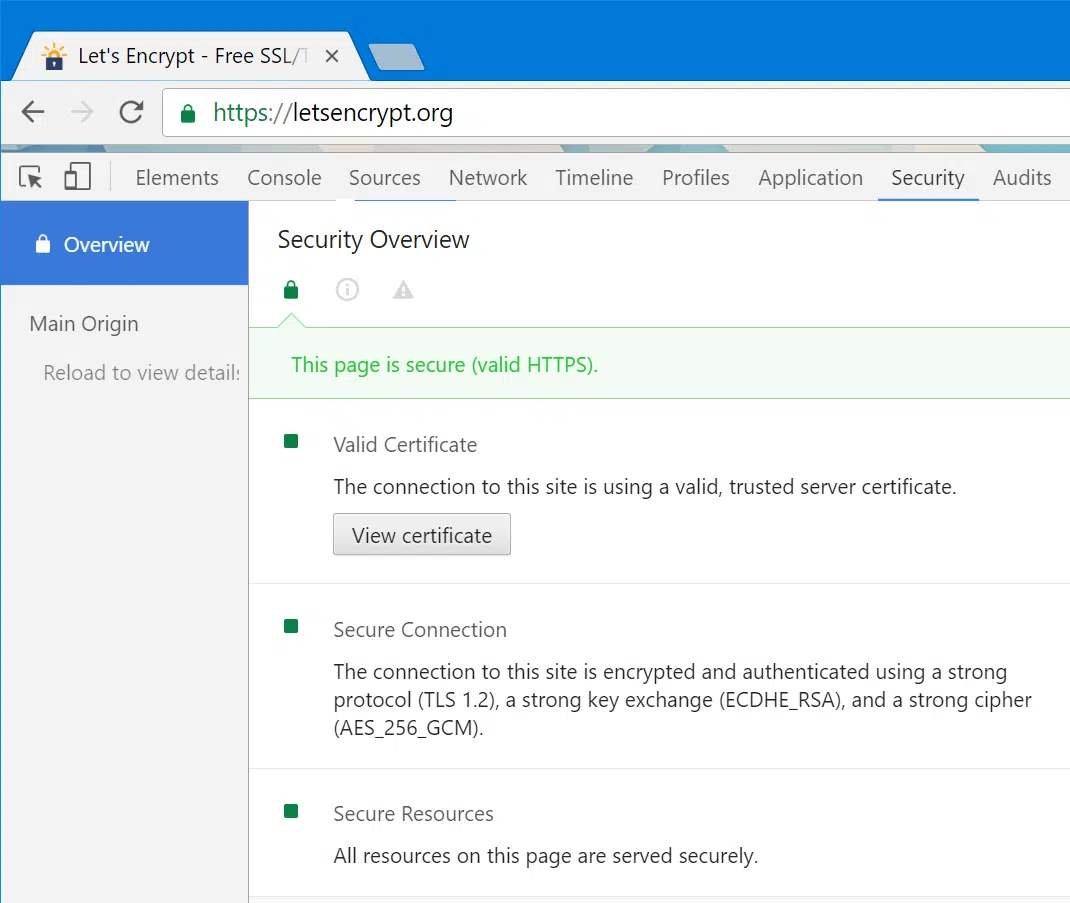 Let's Encrypt - Free SSL/T
https://letsencrypt.org
Elements Console Sources Network Timeline Profiles Application Security Audits
Overview
Main Origin
Reload to view details
Security Overview
This page is secure (valid HTTPS).
Valid Certificate
The connection to this site is using a valid, trusted server certificate.
View certificate
Secure Connection
The connection to this site is encrypted and authenticated using a strong
protocol (TLS 1.2), a strong key exchange (ECDHE_RSA), and a strong cipher
(AES_256_GCM).
Secure Resources
All resources on this page are served securely.